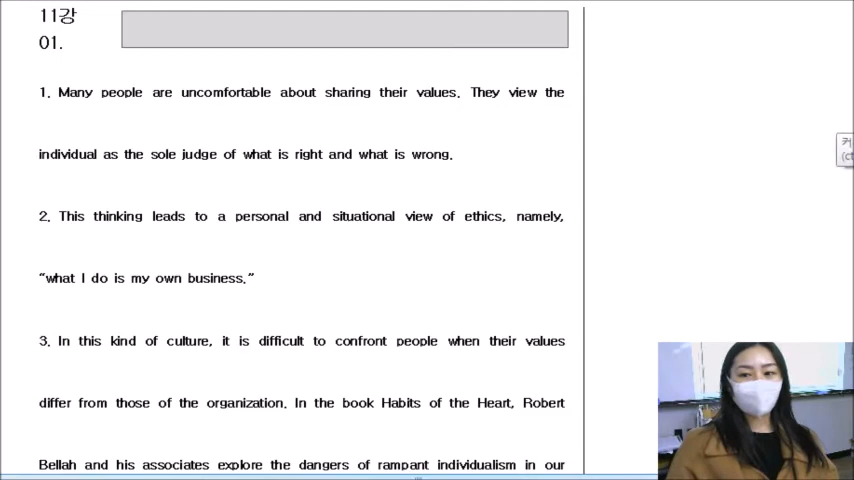 11강
01.
1. Many people are uncomfortable about sharing their values. They view the
individual as the sole judge of what is right and what is wrong.
2. This thinking leads to a personal and situational view of ethics, namely,
"what I do is my own business."
3. In this kind of culture, it is difficult to confront people when their values
differ from those of the organization. In the book Habits of the Heart, Robert
Bellah and his associates explore the dangers of rampant individualism in our